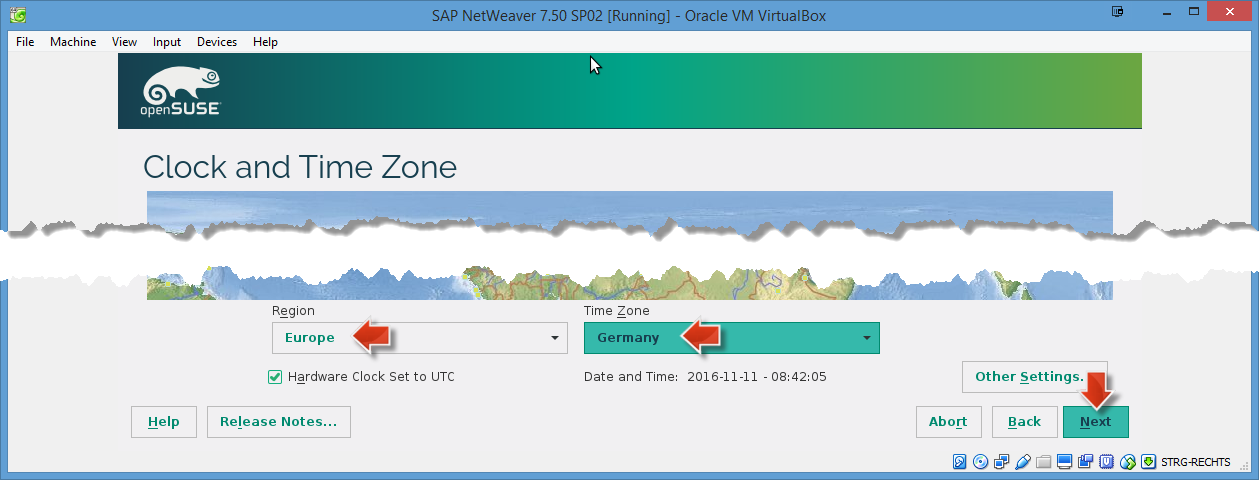 SAP NetWeaver 7.50 SP02 [Running] - Oracle VM VirtualBox
File Machine View Input Devices Help
openSUSE
Clock and Time Zone
Region Time Zone
Europe Germany
Hardware Clock Set to UTC Date and Time: 2016-11-11 - 08:42:05
Other Settings.
Help Release Notes... Abort Back Next
STRG-RECHTS